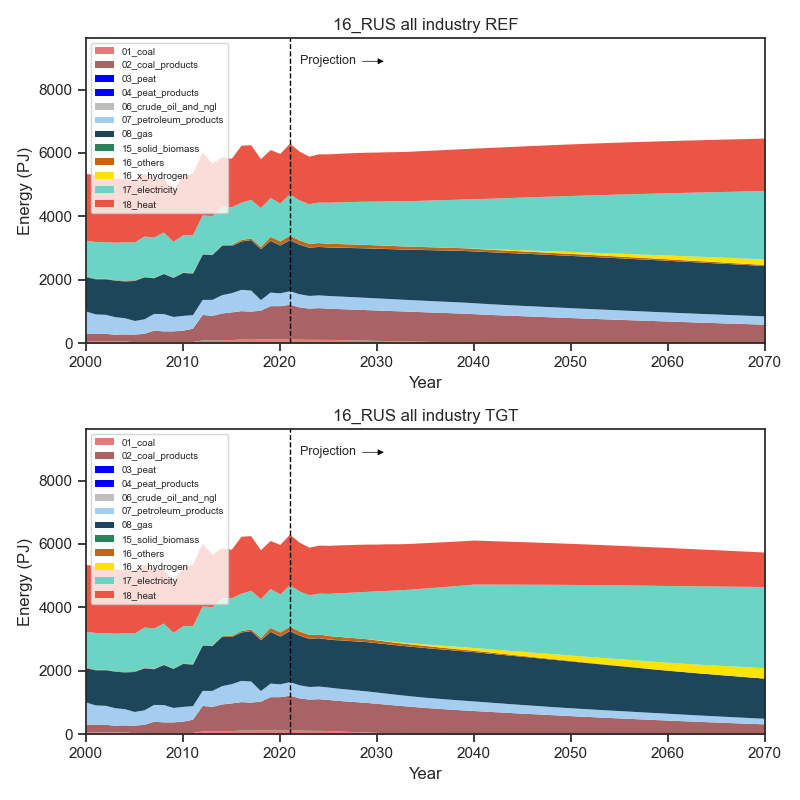 16_RUS all industry REF
Energy (PJ)
8000
6000
4000
2000
0
01_coal
02_coal_products
03_peat
04_peat_products
06_crude_oil_and_ngl
07_petroleum_products
08_gas
15_solid_biomass
16_others
16_x_hydrogen
17_electricity
18_heat
Projection
2000 2010 2020 2030 2040 2050 2060 2070
Year
16_RUS all industry TGT
Energy (PJ)
8000
6000
4000
2000
0
01_coal
02_coal_products
03_peat
04_peat_products
06_crude_oil_and_ngl
07_petroleum_products
08_gas
15_solid_biomass
16_others
16_x_hydrogen
17_electricity
18_heat
Projection
2000 2010 2020 2030 2040 2050 2060 2070
Year